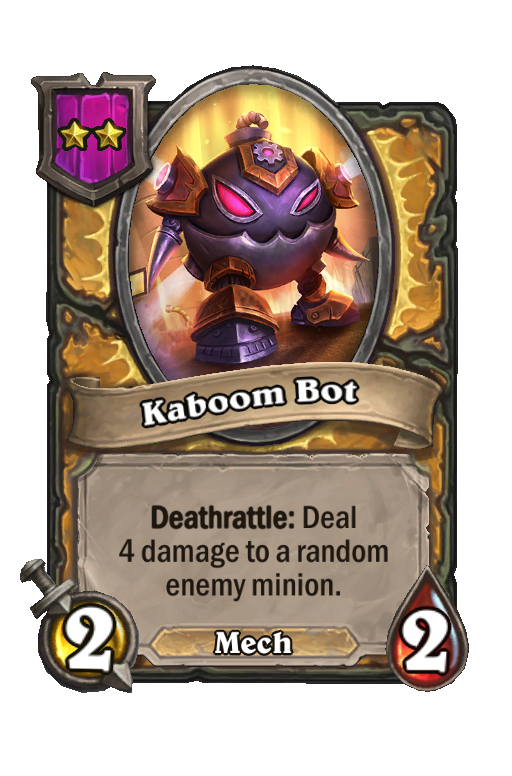 Kaboom Bot
Deathrattle: Deal
4 damage to a random
enemy minion.
Mech
2
2